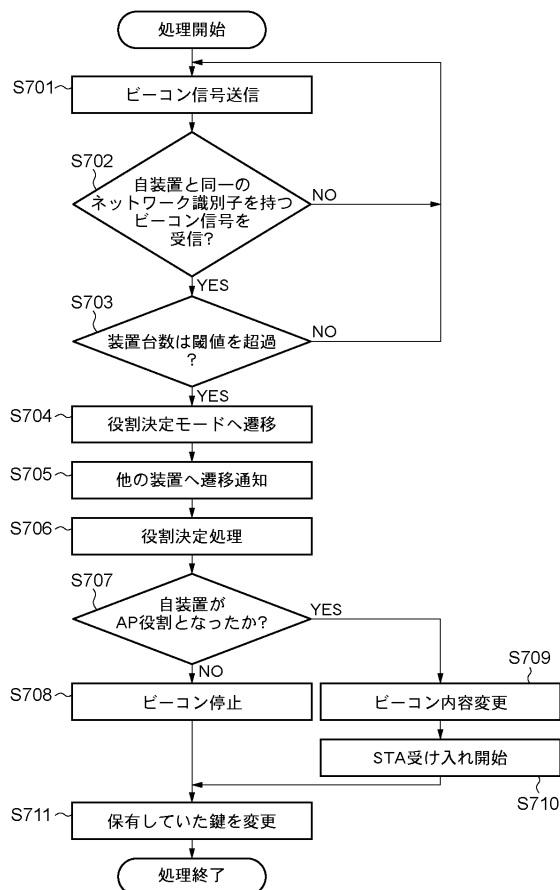 処理開始
S701
ビーコン信号送信
S702
自装置と同一の
ネットワーク識別子を持つ
ビーコン信号を
受信?
NO
YES
S703
装置台数は閾値を超過
?
NO
YES
S704
役割決定モードへ遷移
S705
他の装置へ遷移通知
S706
役割決定処理
S707
自装置が
AP役割となったか?
YES
NO
S708
ビーコン停止
S709
ビーコン内容変更
STA受け入れ開始
S710
S711
保有していた鍵を変更
処理終了